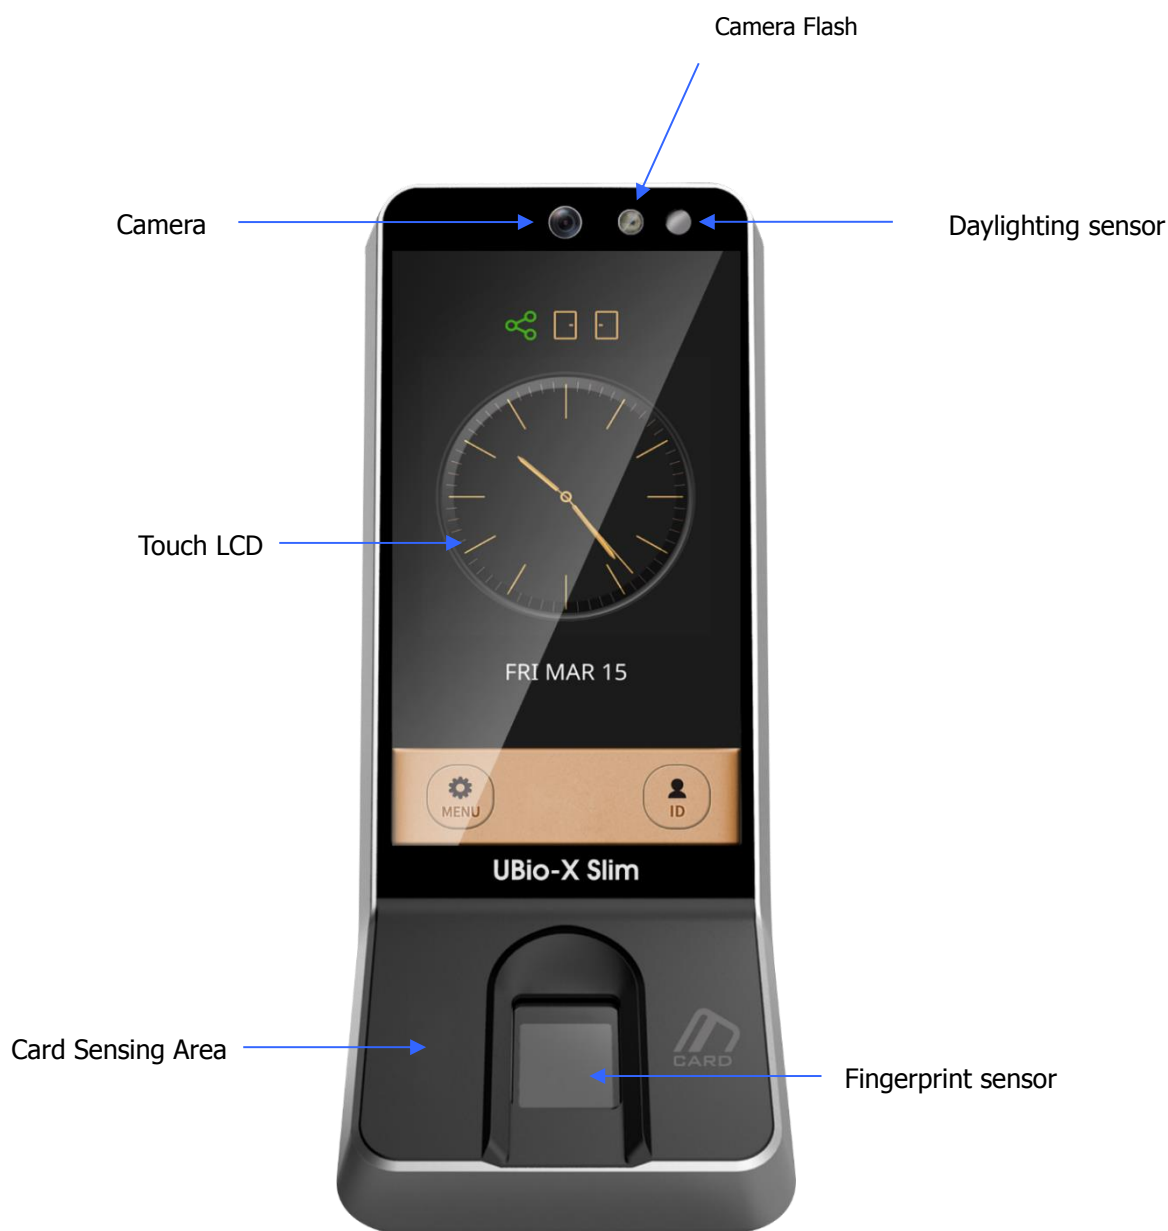 Camera Flash
Camera
Daylighting sensor
Touch LCD
FRI MAR 15
MENU
ID
UBio-X Slim
CARD
Card Sensing Area
Fingerprint sensor